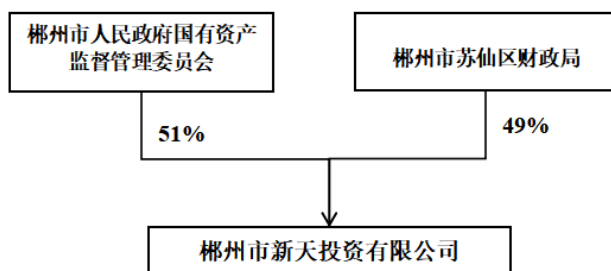 郴州市人民政府国有资产
监督管理委员会
郴州市苏仙区财政局
51%
49%
郴州市新天投资有限公司